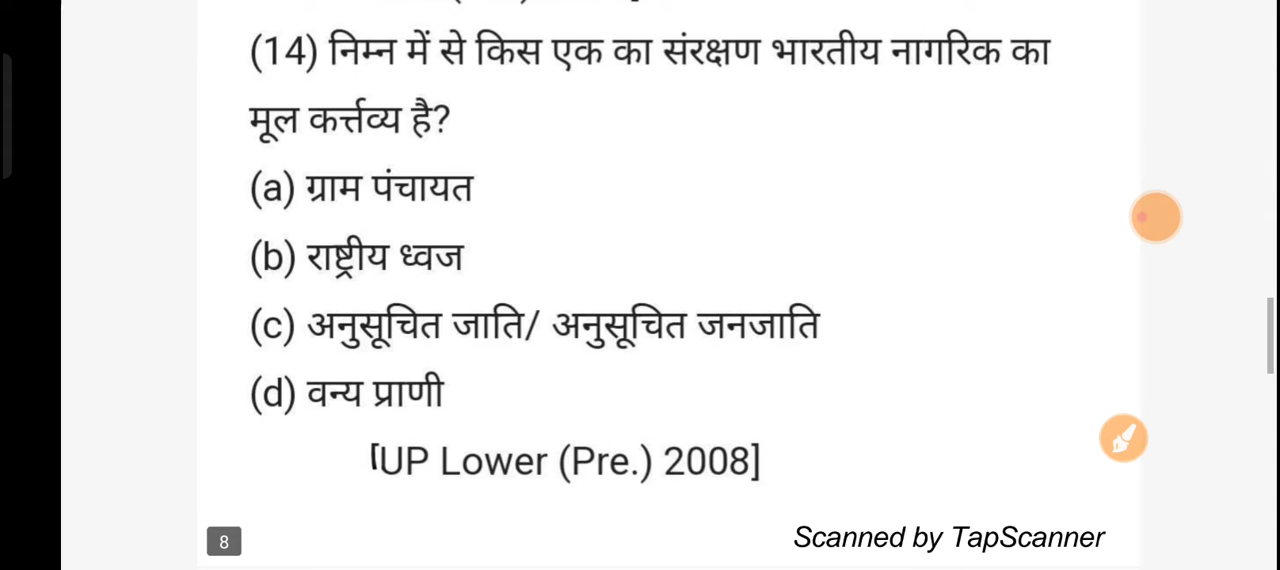 (14) निम्न में से किस एक का संरक्षण भारतीय नागरिक का
मूल कर्त्तव्य है?
(a) ग्राम पंचायत
(b) राष्ट्रीय ध्वज
(c) अनुसूचित जाति/ अनुसूचित जनजाति
(d) वन्य प्राणी
[UP Lower (Pre.) 2008]
8
Scanned by TapScanner